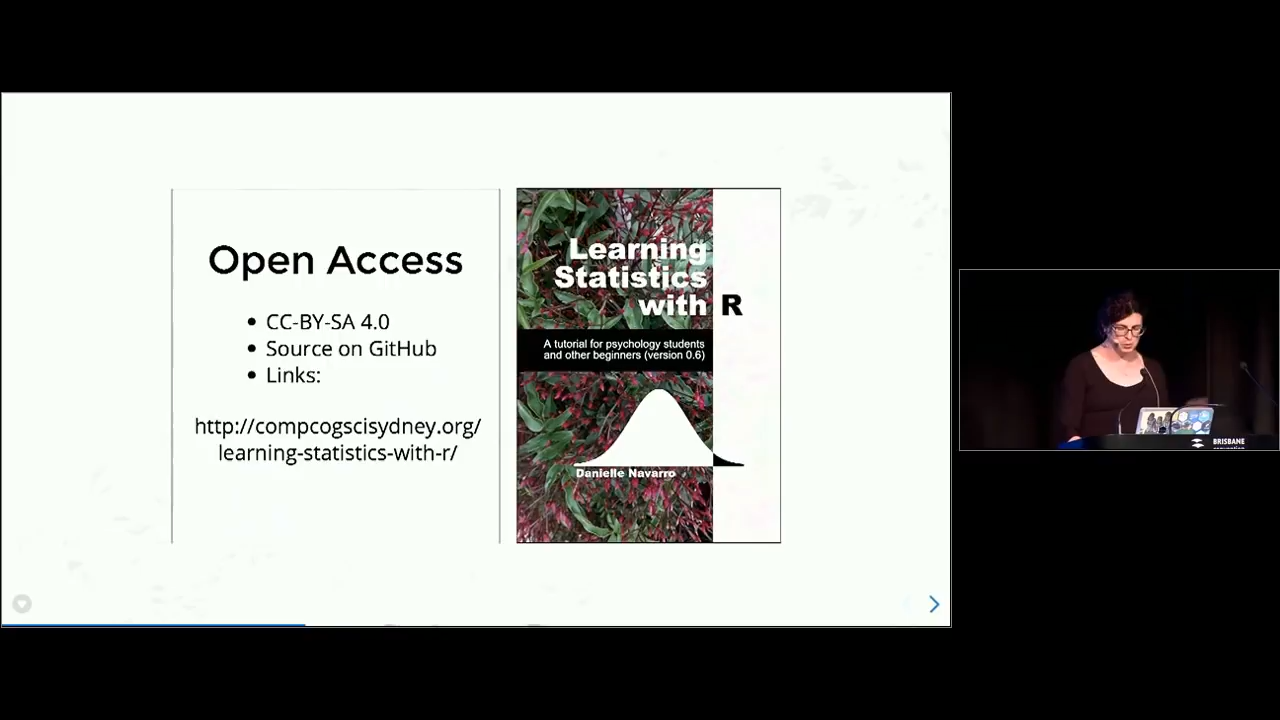 Open Access
CC-BY-SA 4.0
Source on GitHub
Links:
http://compcogscisydney.org/
learning-statistics-with-r/
Learning
Statistics
with R
A tutorial for psychology students
and other beginners (version 0.6)
Danielle Navarro
BRISBANE